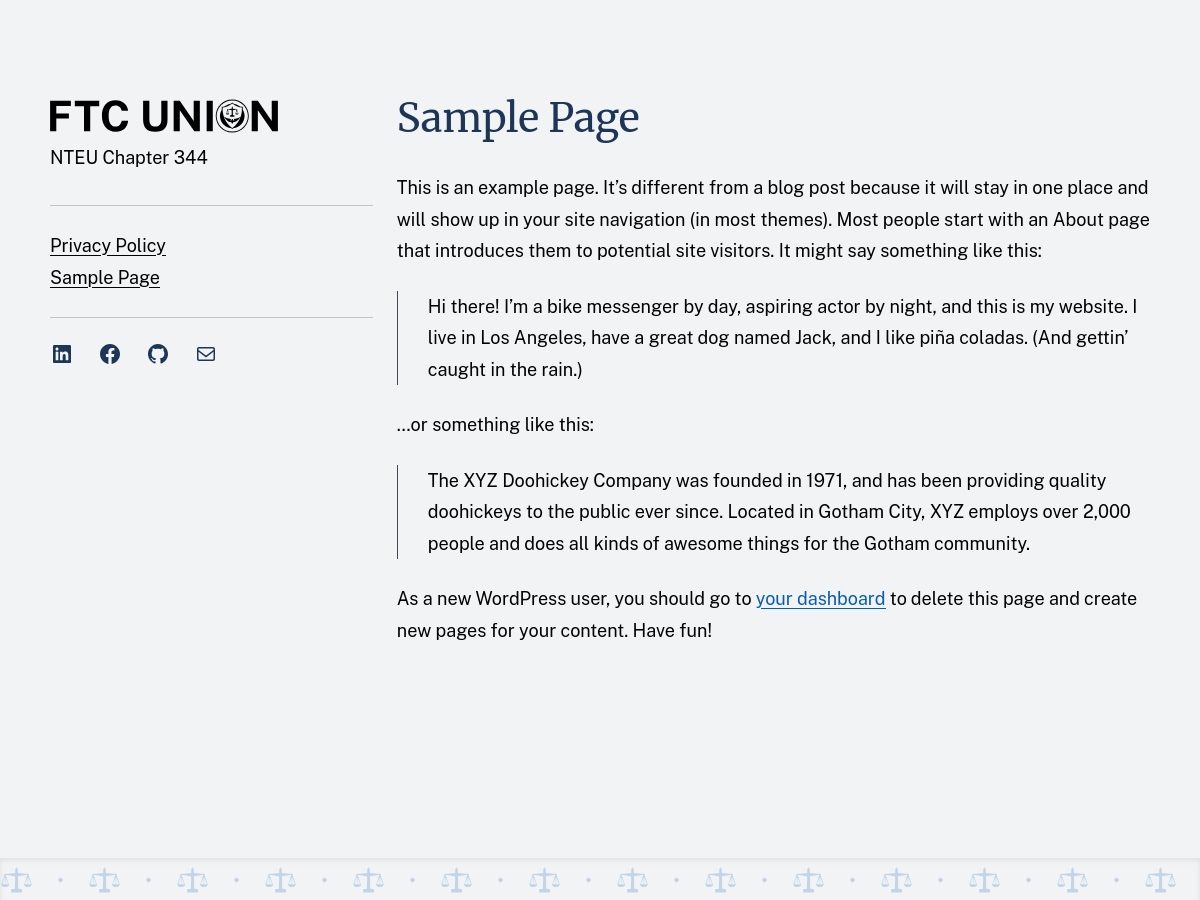 FTC UNION
NTEU Chapter 344
Privacy Policy
Sample Page
Sample Page
This is an example page. It’s different from a blog post because it will stay in one place and
will show up in your site navigation (in most themes). Most people start with an About page
that introduces them to potential site visitors. It might say something like this:
Hi there! I’m a bike messenger by day, aspiring actor by night, and this is my website. I
live in Los Angeles, have a great dog named Jack, and I like piña coladas. (And gettin’
caught in the rain.)
…or something like this:
The XYZ Doohickey Company was founded in 1971, and has been providing quality
doohickeys to the public ever since. Located in Gotham City, XYZ employs over 2,000
people and does all kinds of awesome things for the Gotham community.
As a new WordPress user, you should go to your dashboard to delete this page and create
new pages for your content. Have fun!